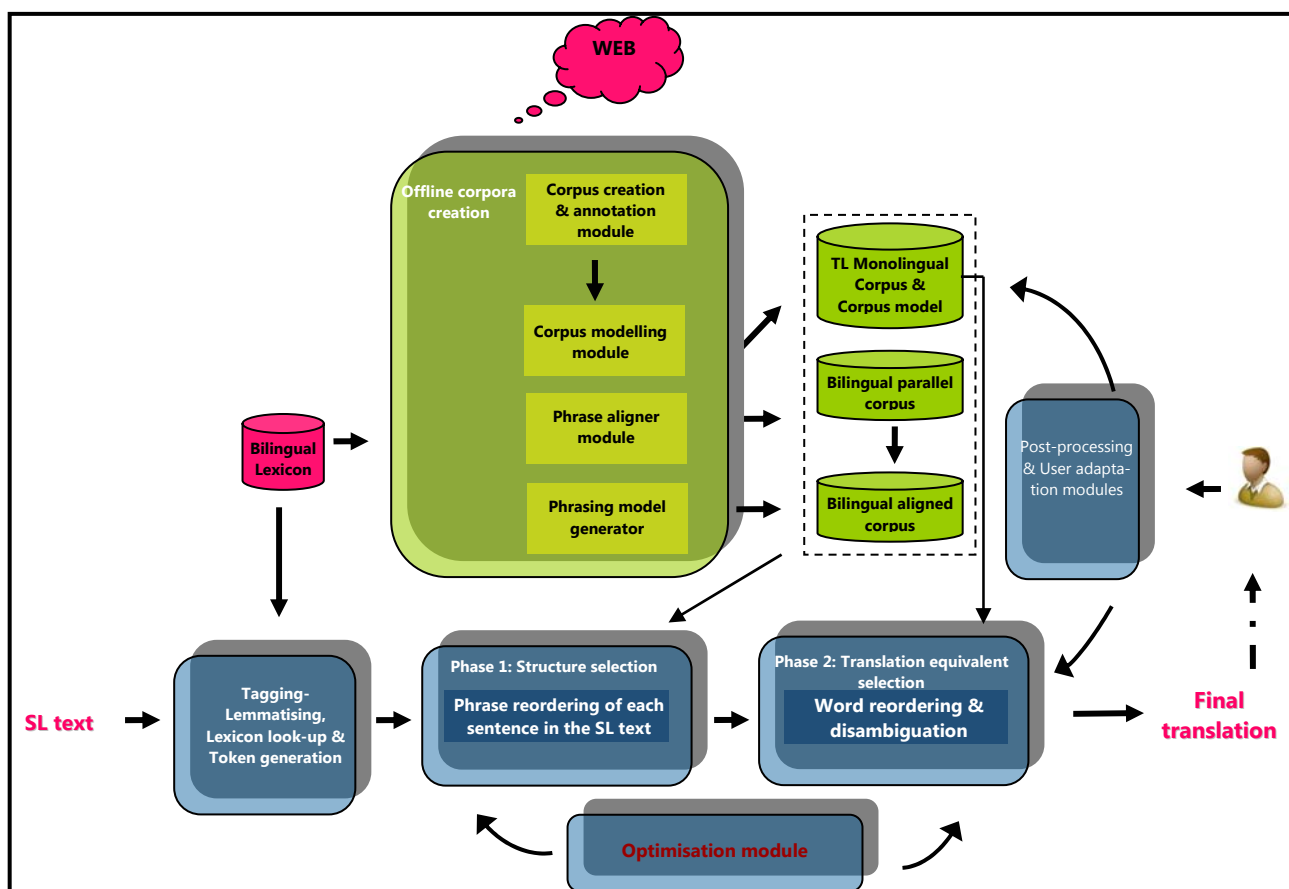 WEB
Offline corpora
creation
Corpus creation
& annotation
module
Corpus modelling
module
Phrase aligner
module
Phrasing model
generator
TL Monolingual
Corpus &
Corpus model
Bilingual parallel
corpus
Bilingual aligned
corpus
Bilingual
Lexicon
Post-processing
& User adapta-
tion modules
SL text
Tagging-
Lemmatising,
Lexicon look-up &
Token generation
Phase 1: Structure selection
Phrase reordering of each
sentence in the SL text
Phase 2: Translation equivalent
selection
Word reordering &
disambiguation
Final
translation
Optimisation module